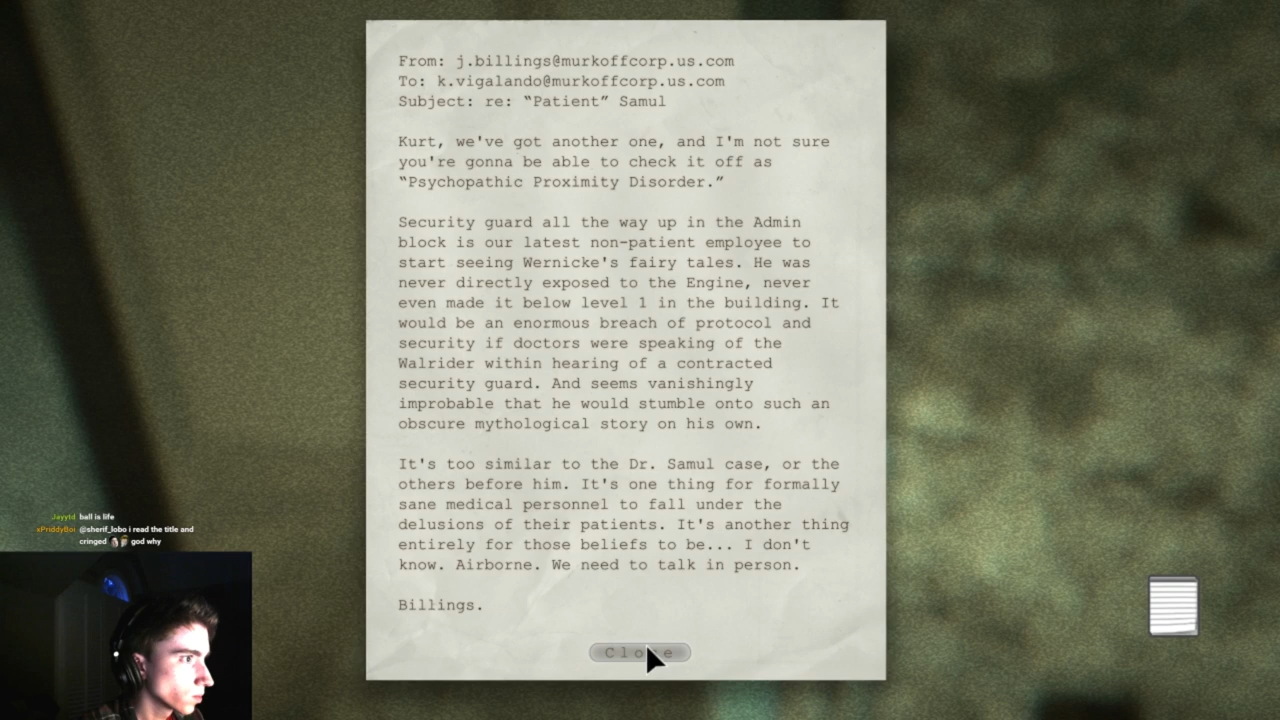 From: j.billings@murkoffcorp.us.com
To: k.vigalando@murkoffcorp.us.com
Subject: re: “Patient” Samul
Kurt, we've got another one, and I'm not sure
you're gonna be able to check it off as
“Psychopathic Proximity Disorder.”
Security guard all the way up in the Admin
block is our latest non-patient employee to
start seeing Wernicke's fairy tales. He was
never directly exposed to the Engine, never
even made it below level 1 in the building. It
would be an enormous breach of protocol and
security if doctors were speaking of the
Walrider within hearing of a contracted
security guard. And seems vanishingly
improbable that he would stumble onto such an
obscure mythological story on his own.
It's too similar to the Dr. Samul case, or the
others before him. It's one thing for formally
sane medical personnel to fall under the
delusions of their patients. It's another thing
entirely for those beliefs to be... I don't
know. Airborne. We need to talk in person.
Billings.
Close
Jayytd ball is life
xPriddyBoi @sherif_lobo i read the title and
cringed god why